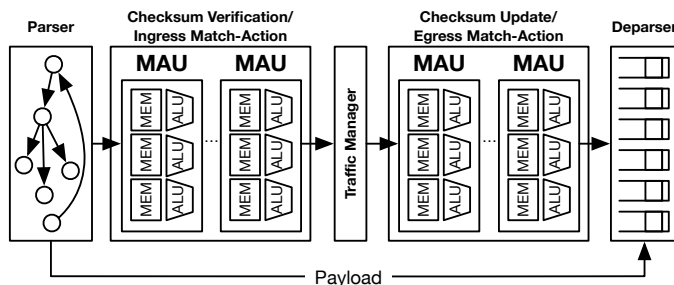 Parser
Checksum Verification/
Ingress Match-Action
Checksum Update/
Egress Match-Action
Deparser
MAU MAU
MEM ALU MEM ALU
...
MEM ALU MEM ALU
MEM ALU MEM ALU
Traffic Manager
MAU MAU
MEM ALU MEM ALU
...
MEM ALU MEM ALU
MEM ALU MEM ALU
Payload